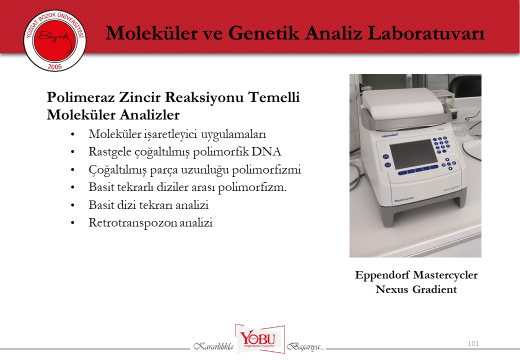 Moleküler ve Genetik Analiz Laboratuvarı
YOZGAT BOZOK ÜNİVERSİTESİ
Bozok
2006
Polimeraz Zincir Reaksiyonu Temelli
Moleküler Analizler
• Moleküler işaretleyici uygulamaları
• Rastgele çoğaltılmış polimorfik DNA
• Çoğaltılmış parça uzunluğu polimorfizmi
• Basit tekrarlı diziler arası polimorfizm.
• Basit dizi tekrarı analizi
• Retrotranspozon analizi
eppendorf
Eppendorf Mastercycler
Nexus Gradient
Kararlılıkla
YOBU
Başarıya...
101